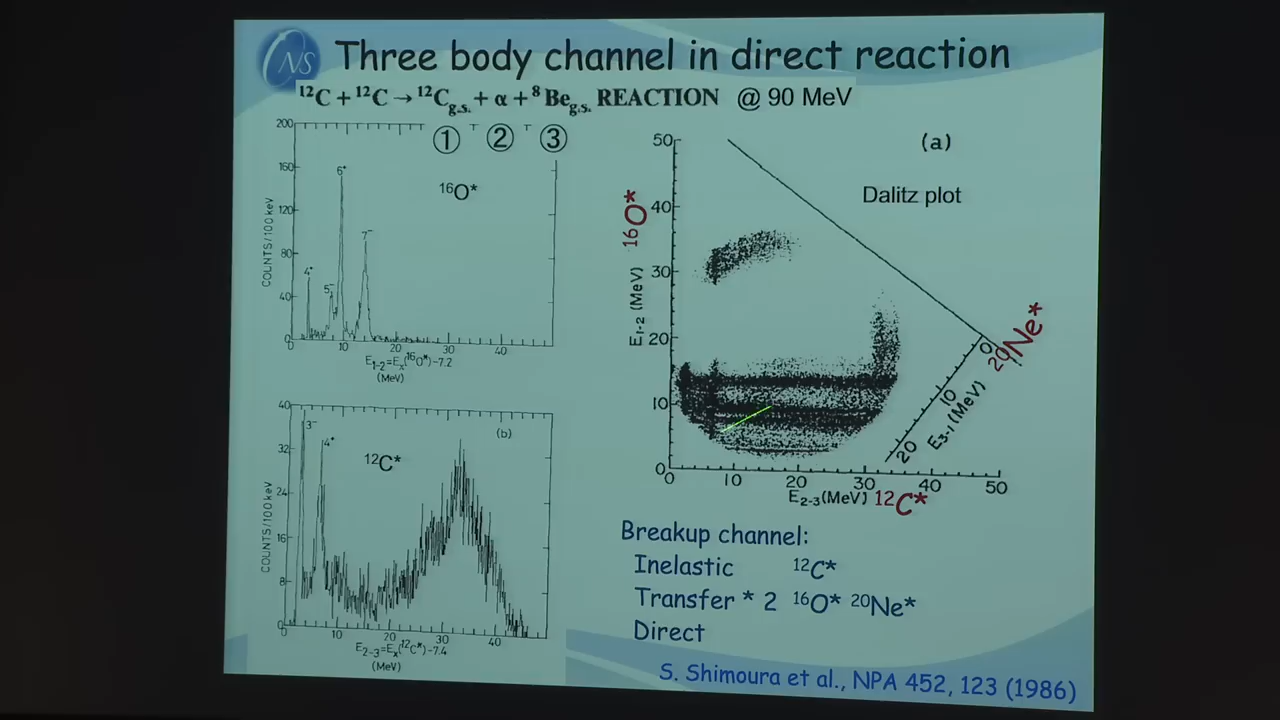 CNS Three body channel in direct reaction
¹²C + ¹²C → ¹²C g.s. + α + ⁸Be g.s. REACTION @ 90 MeV
① ② ③
200
160
120
80
40
0
COUNTS/100 keV
4⁺
5⁻
6⁺
7⁻
¹⁶O*
0 10 20 30 40
E₁₋₂=Eₓ(¹⁶O*)-7.2
(MeV)
40
32
24
16
8
0
COUNTS/100 keV
3⁻
4⁺
(b)
¹²C*
0 10 20 30 40
E₂₋₃=Eₓ(¹²C*)-7.4
(MeV)
(a)
Dalitz plot
50
40
30
20
10
0
¹⁶O*
E₁₋₂ (MeV)
0 10 20 30 40 50
E₂₋₃(MeV) ¹²C*
0
10
20
E₃₋₁(MeV)
²⁰Ne*
Breakup channel:
Inelastic ¹²C*
Transfer * 2 ¹⁶O* ²⁰Ne*
Direct
S. Shimoura et al., NPA 452, 123 (1986)